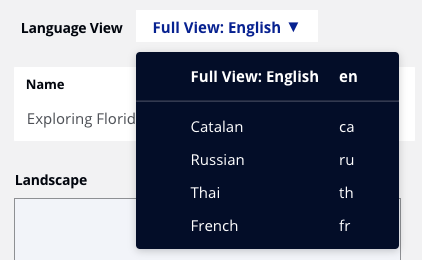 Language View Full View: English ▼
Full View: English en
Name
Exploring Florid
Catalan ca
Russian ru
Landscape
Thai th
French fr